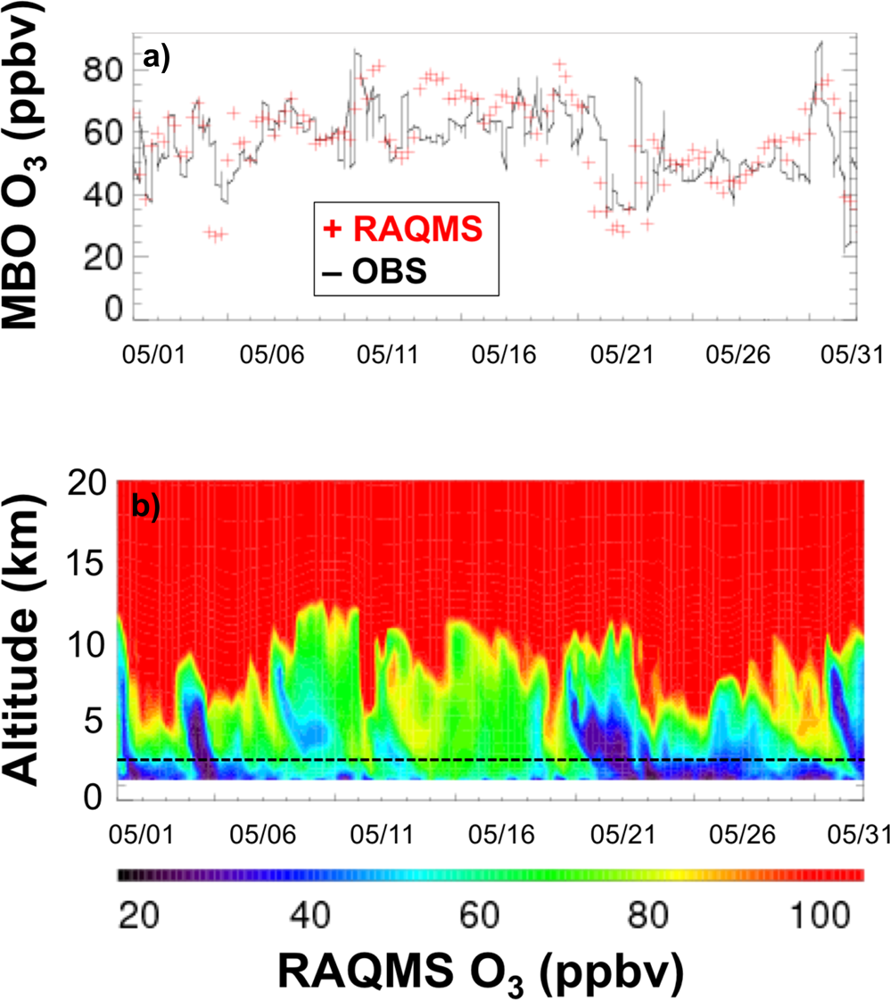 a)
MBO O3 (ppbv)
80
60
40
20
0
+ RAQMS
– OBS
05/01 05/06 05/11 05/16 05/21 05/26 05/31
b)
Altitude (km)
20
15
10
5
0
05/01 05/06 05/11 05/16 05/21 05/26 05/31
20 40 60 80 100
RAQMS O3 (ppbv)